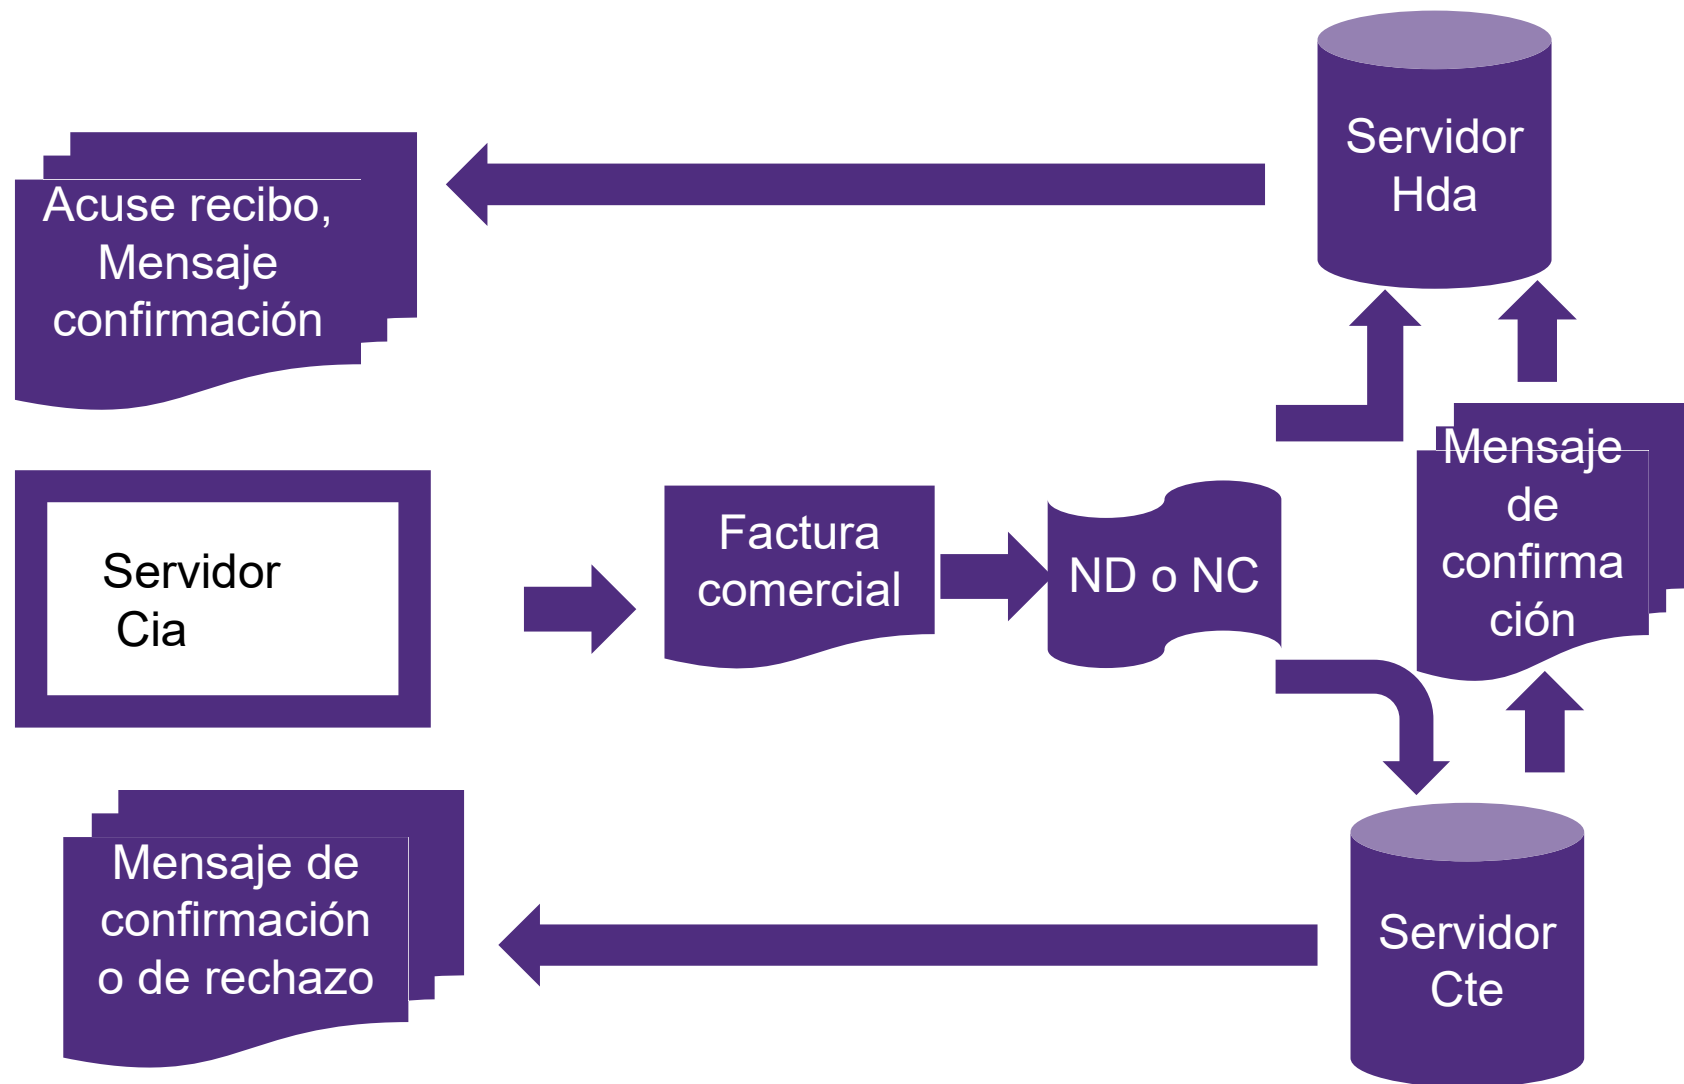 Servidor
Hda
Acuse recibo,
Mensaje
confirmación
Servidor
Cia
Factura
comercial
ND o NC
Mensaje
de
confirma
ción
Mensaje de
confirmación
o de rechazo
Servidor
Cte